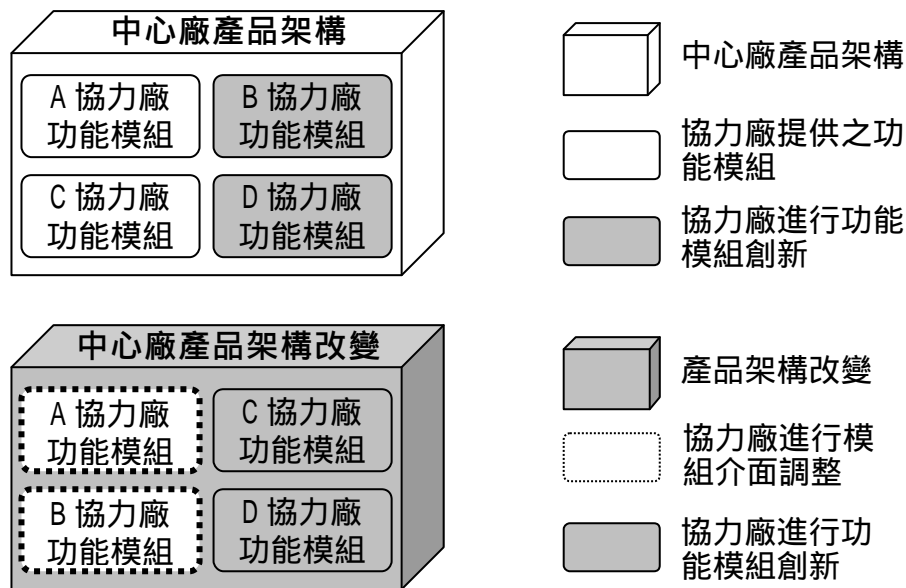 中心廠產品架構
A 協力廠
功能模組
B 協力廠
功能模組
C 協力廠
功能模組
D 協力廠
功能模組
中心廠產品架構
協力廠提供之功
能模組
協力廠進行功能
模組創新
中心廠產品架構改變
A 協力廠
功能模組
C 協力廠
功能模組
B 協力廠
功能模組
D 協力廠
功能模組
產品架構改變
協力廠進行模
組介面調整
協力廠進行功
能模組創新